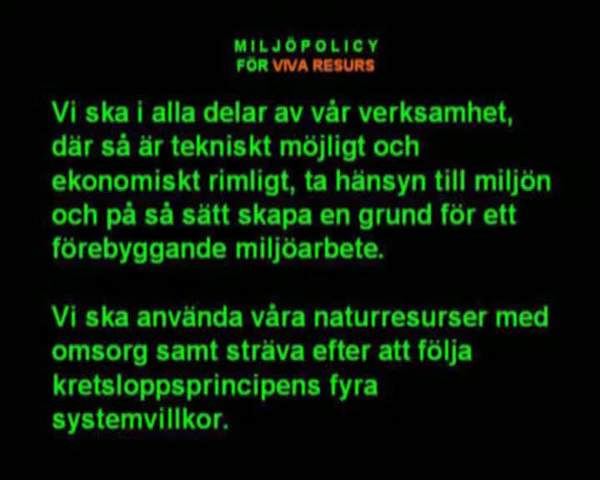 MILJÖPOLICY
FÖR VIVA RESURS
Vi ska i alla delar av vår verksamhet,
där så är tekniskt möjligt och
ekonomiskt rimligt, ta hänsyn till miljön
och på så sätt skapa en grund för ett
förebyggande miljöarbete.
Vi ska använda våra naturresurser med
omsorg samt sträva efter att följa
kretsloppsprincipens fyra
systemvillkor.